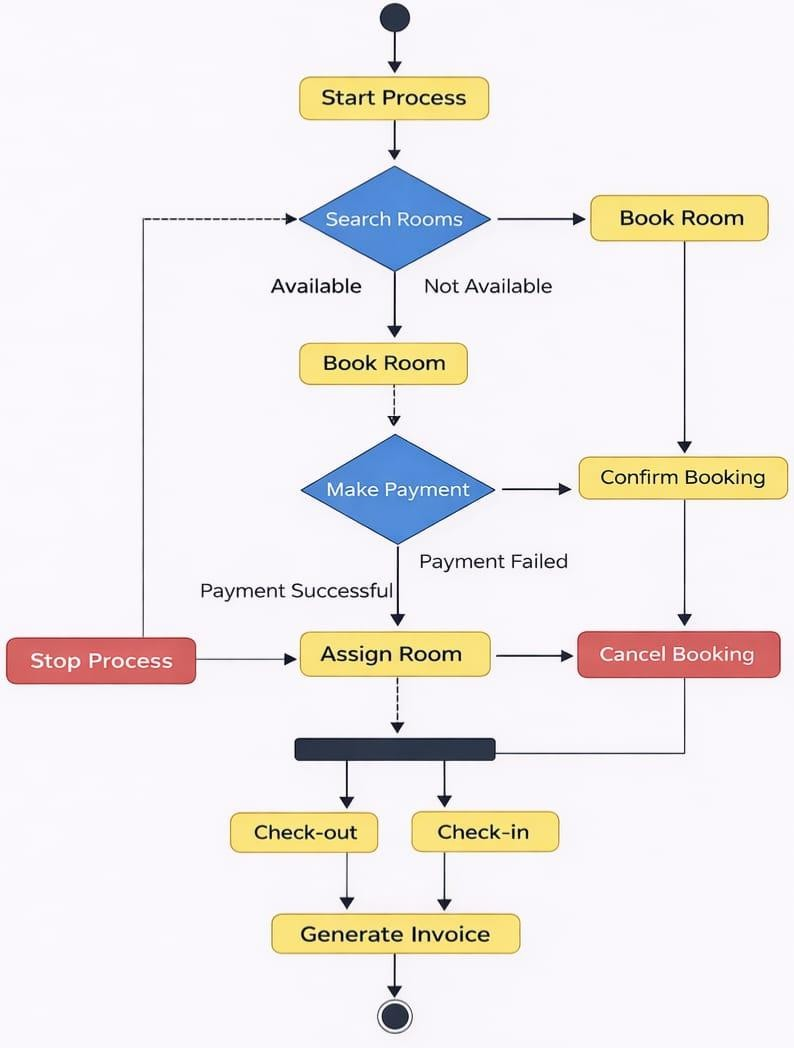 Start Process
Search Rooms
Book Room
Available
Not Available
Book Room
Make Payment
Confirm Booking
Payment Failed
Payment Successful
Stop Process
Assign Room
Cancel Booking
Check-out
Check-in
Generate Invoice